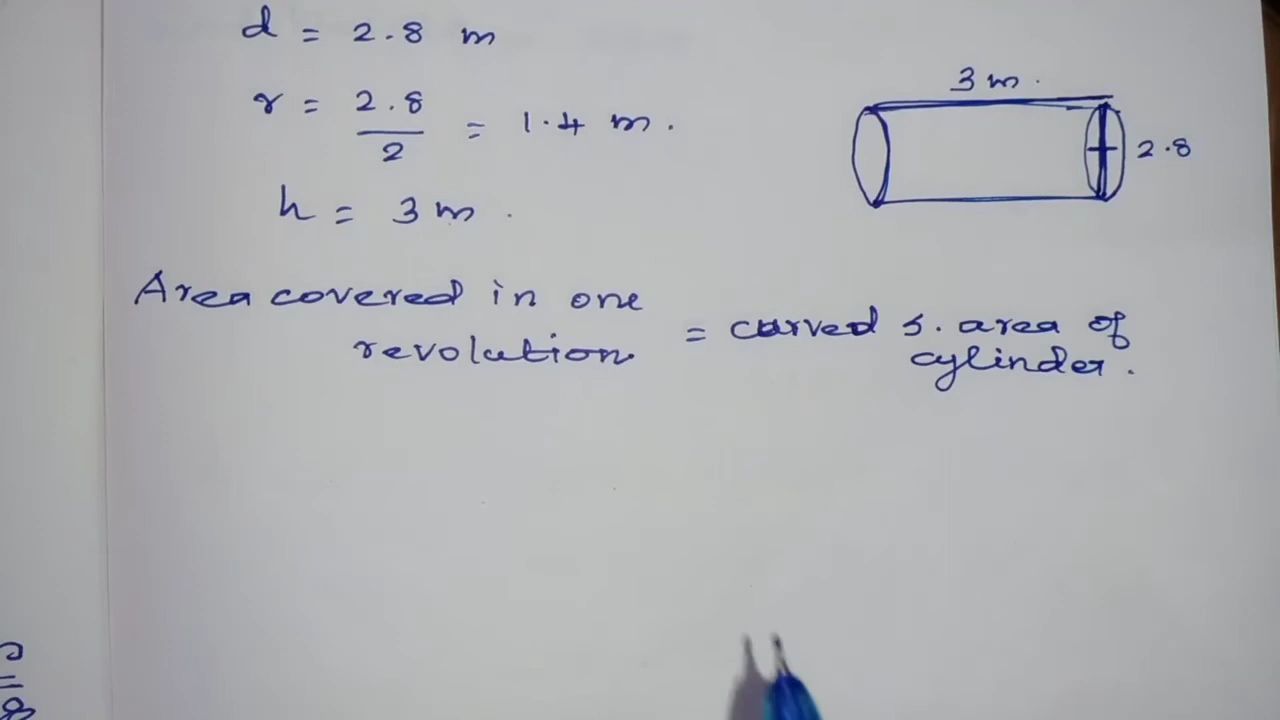 d = 2.8 m
r = 2.8/2 = 1.4 m.
h = 3 m.
3 m.
2.8
Area covered in one
revolution = curved s. area of
cylinder.